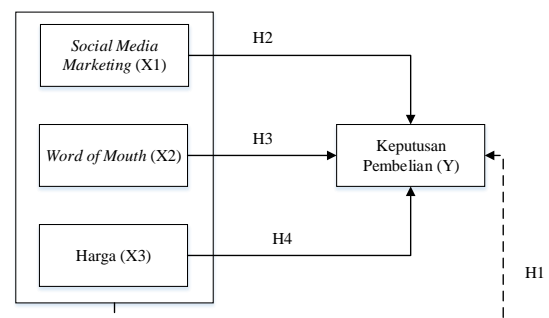 Social Media
Marketing (X1)
H2
Word of Mouth (X2)
H3
Keputusan
Pembelian (Y)
Harga (X3)
H4
H1